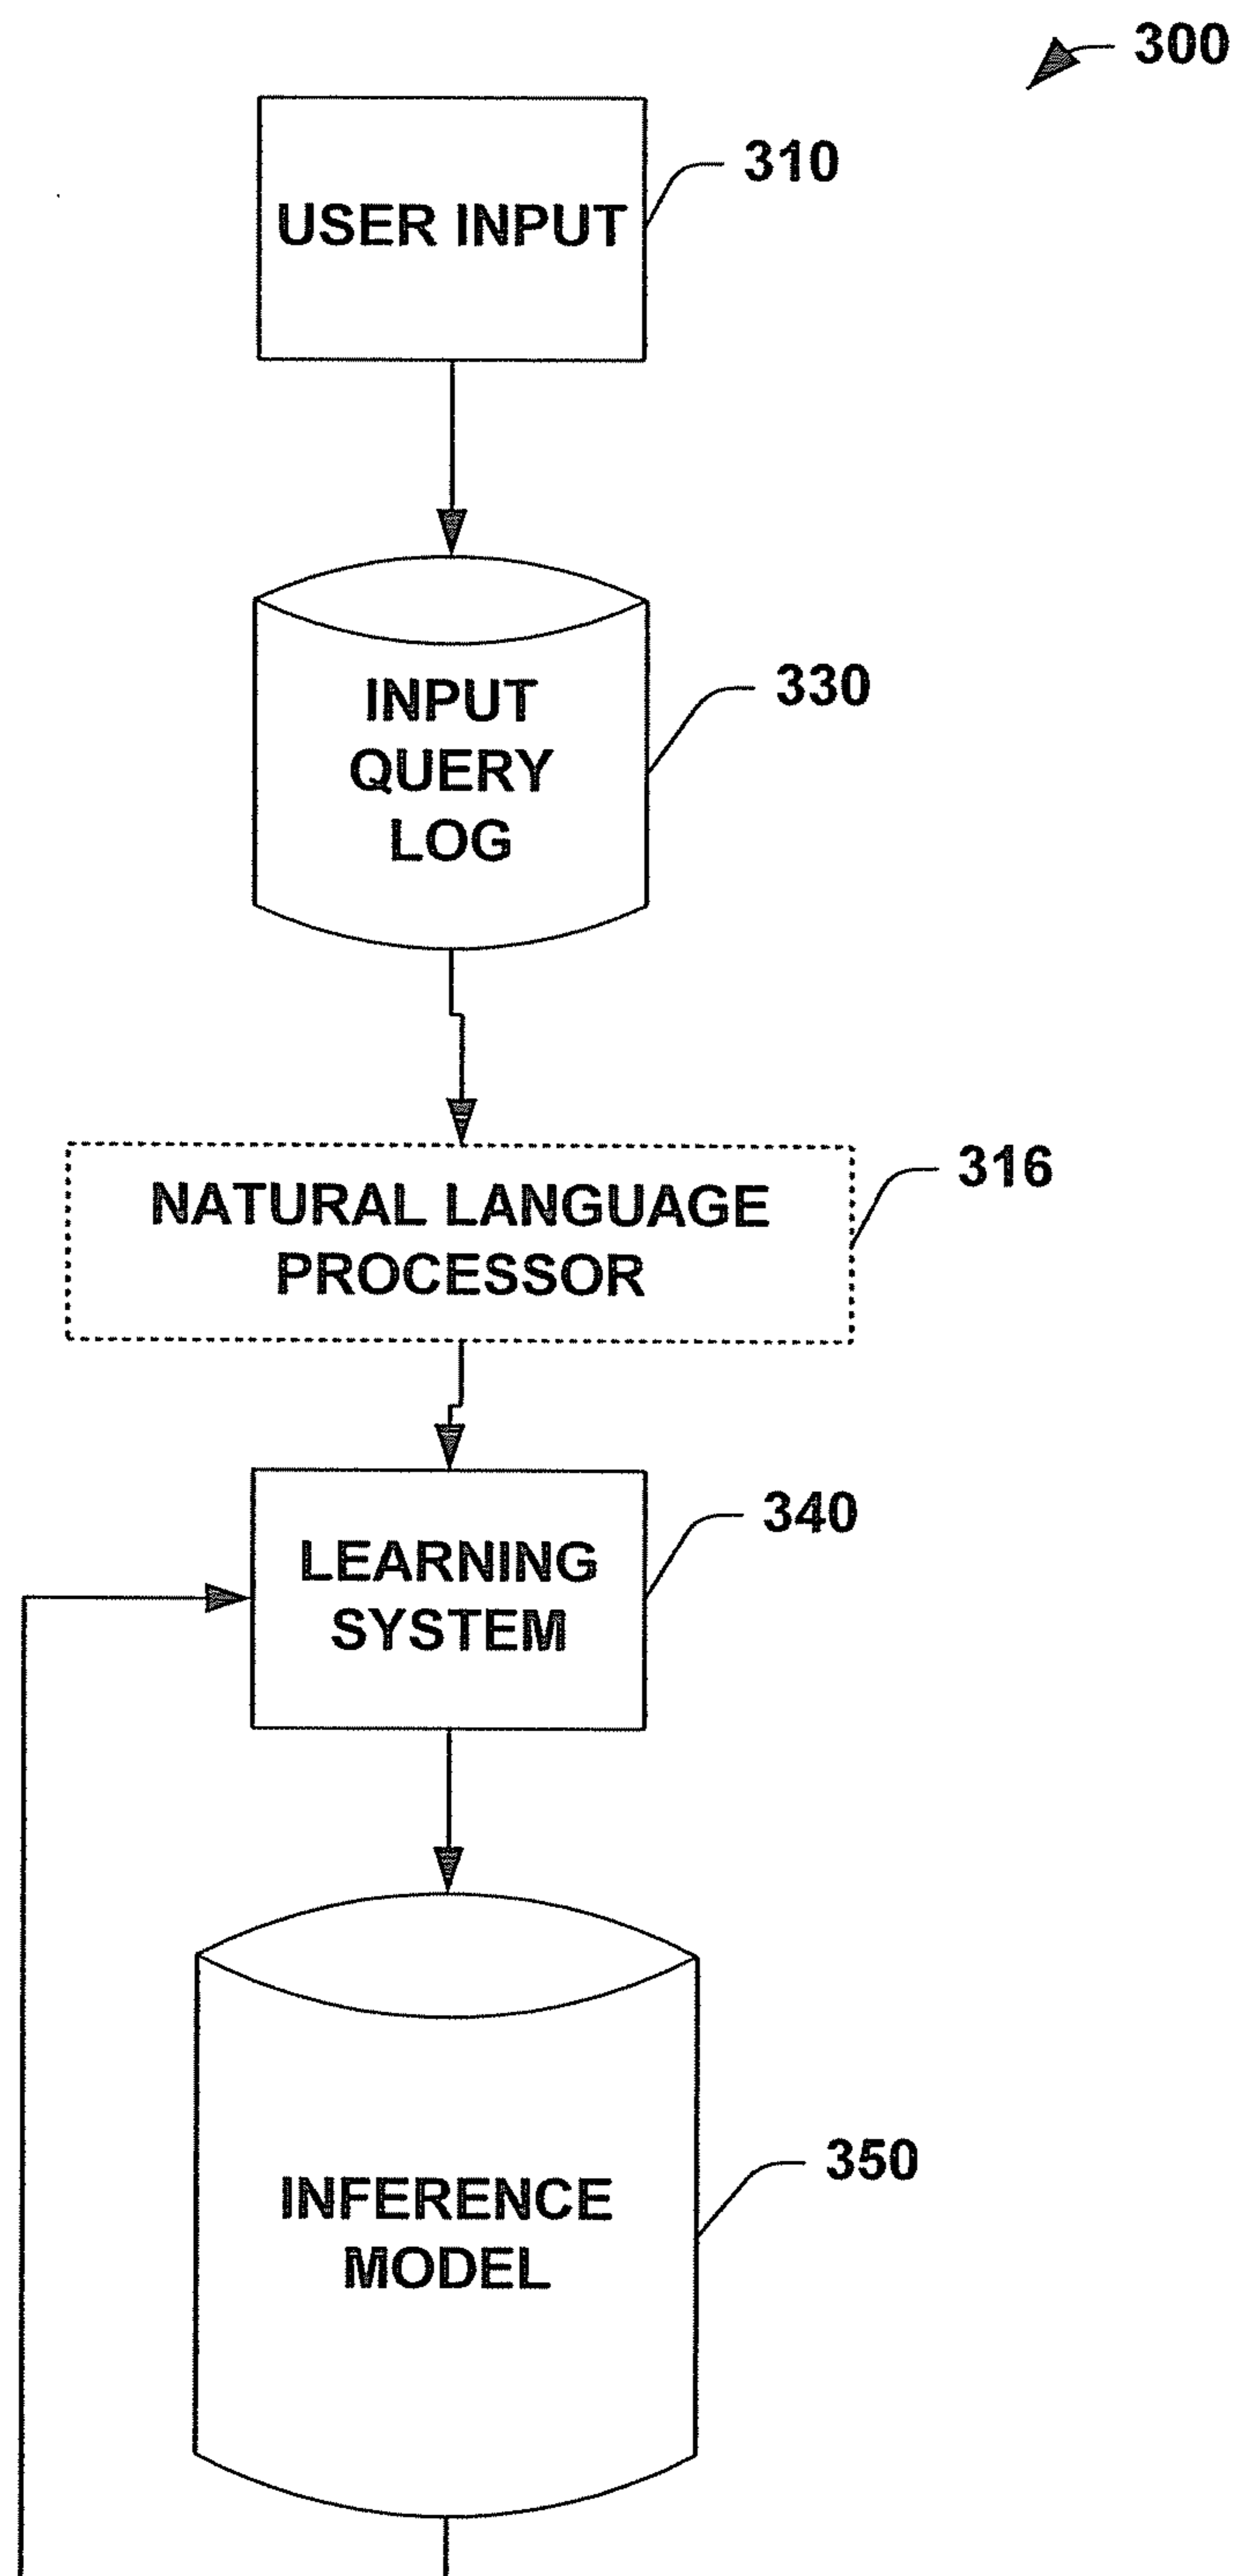 300
310
USER INPUT
330
INPUT
QUERY
LOG
316
NATURAL LANGUAGE
PROCESSOR
340
LEARNING
SYSTEM
350
INFERENCE
MODEL